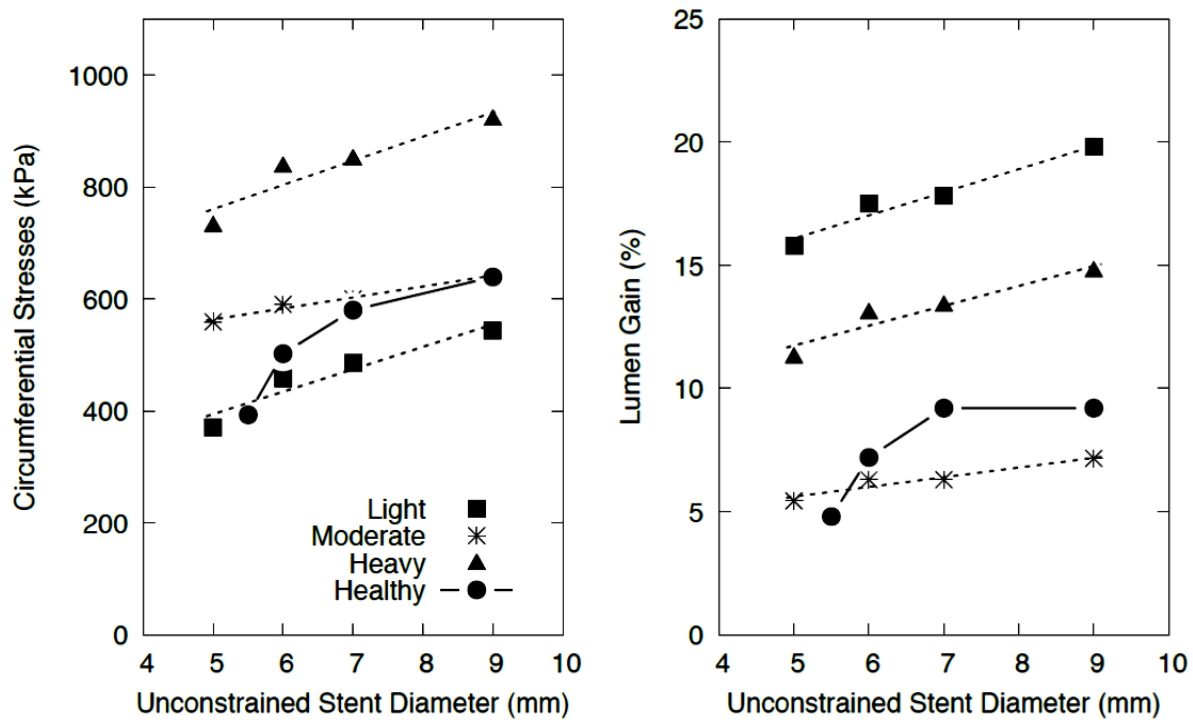 Circumferential Stresses (kPa)
1000
800
600
400
200
0
Light
Moderate
Heavy
Healthy
4 5 6 7 8 9 10
Unconstrained Stent Diameter (mm)
Lumen Gain (%)
25
20
15
10
5
0
4 5 6 7 8 9 10
Unconstrained Stent Diameter (mm)